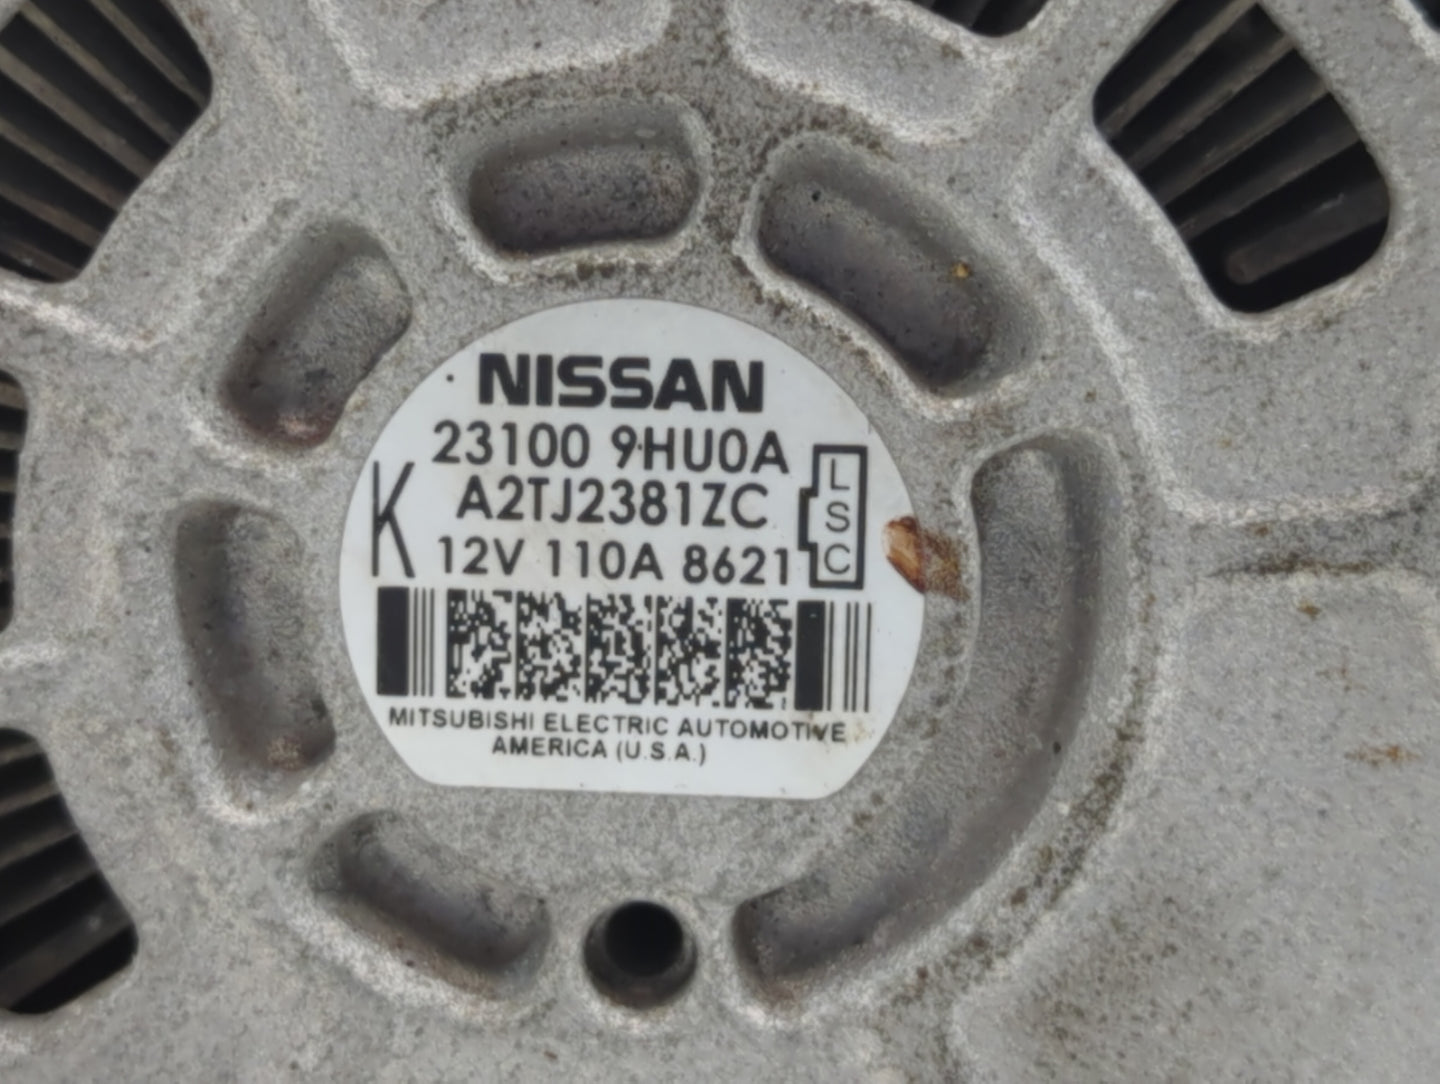 NISSAN
23100 9HU0A
K A2TJ2381ZC
12V 110A 8621
L
S
C
MITSUBISHI ELECTRIC AUTOMOTIVE
AMERICA (U.S.A.)